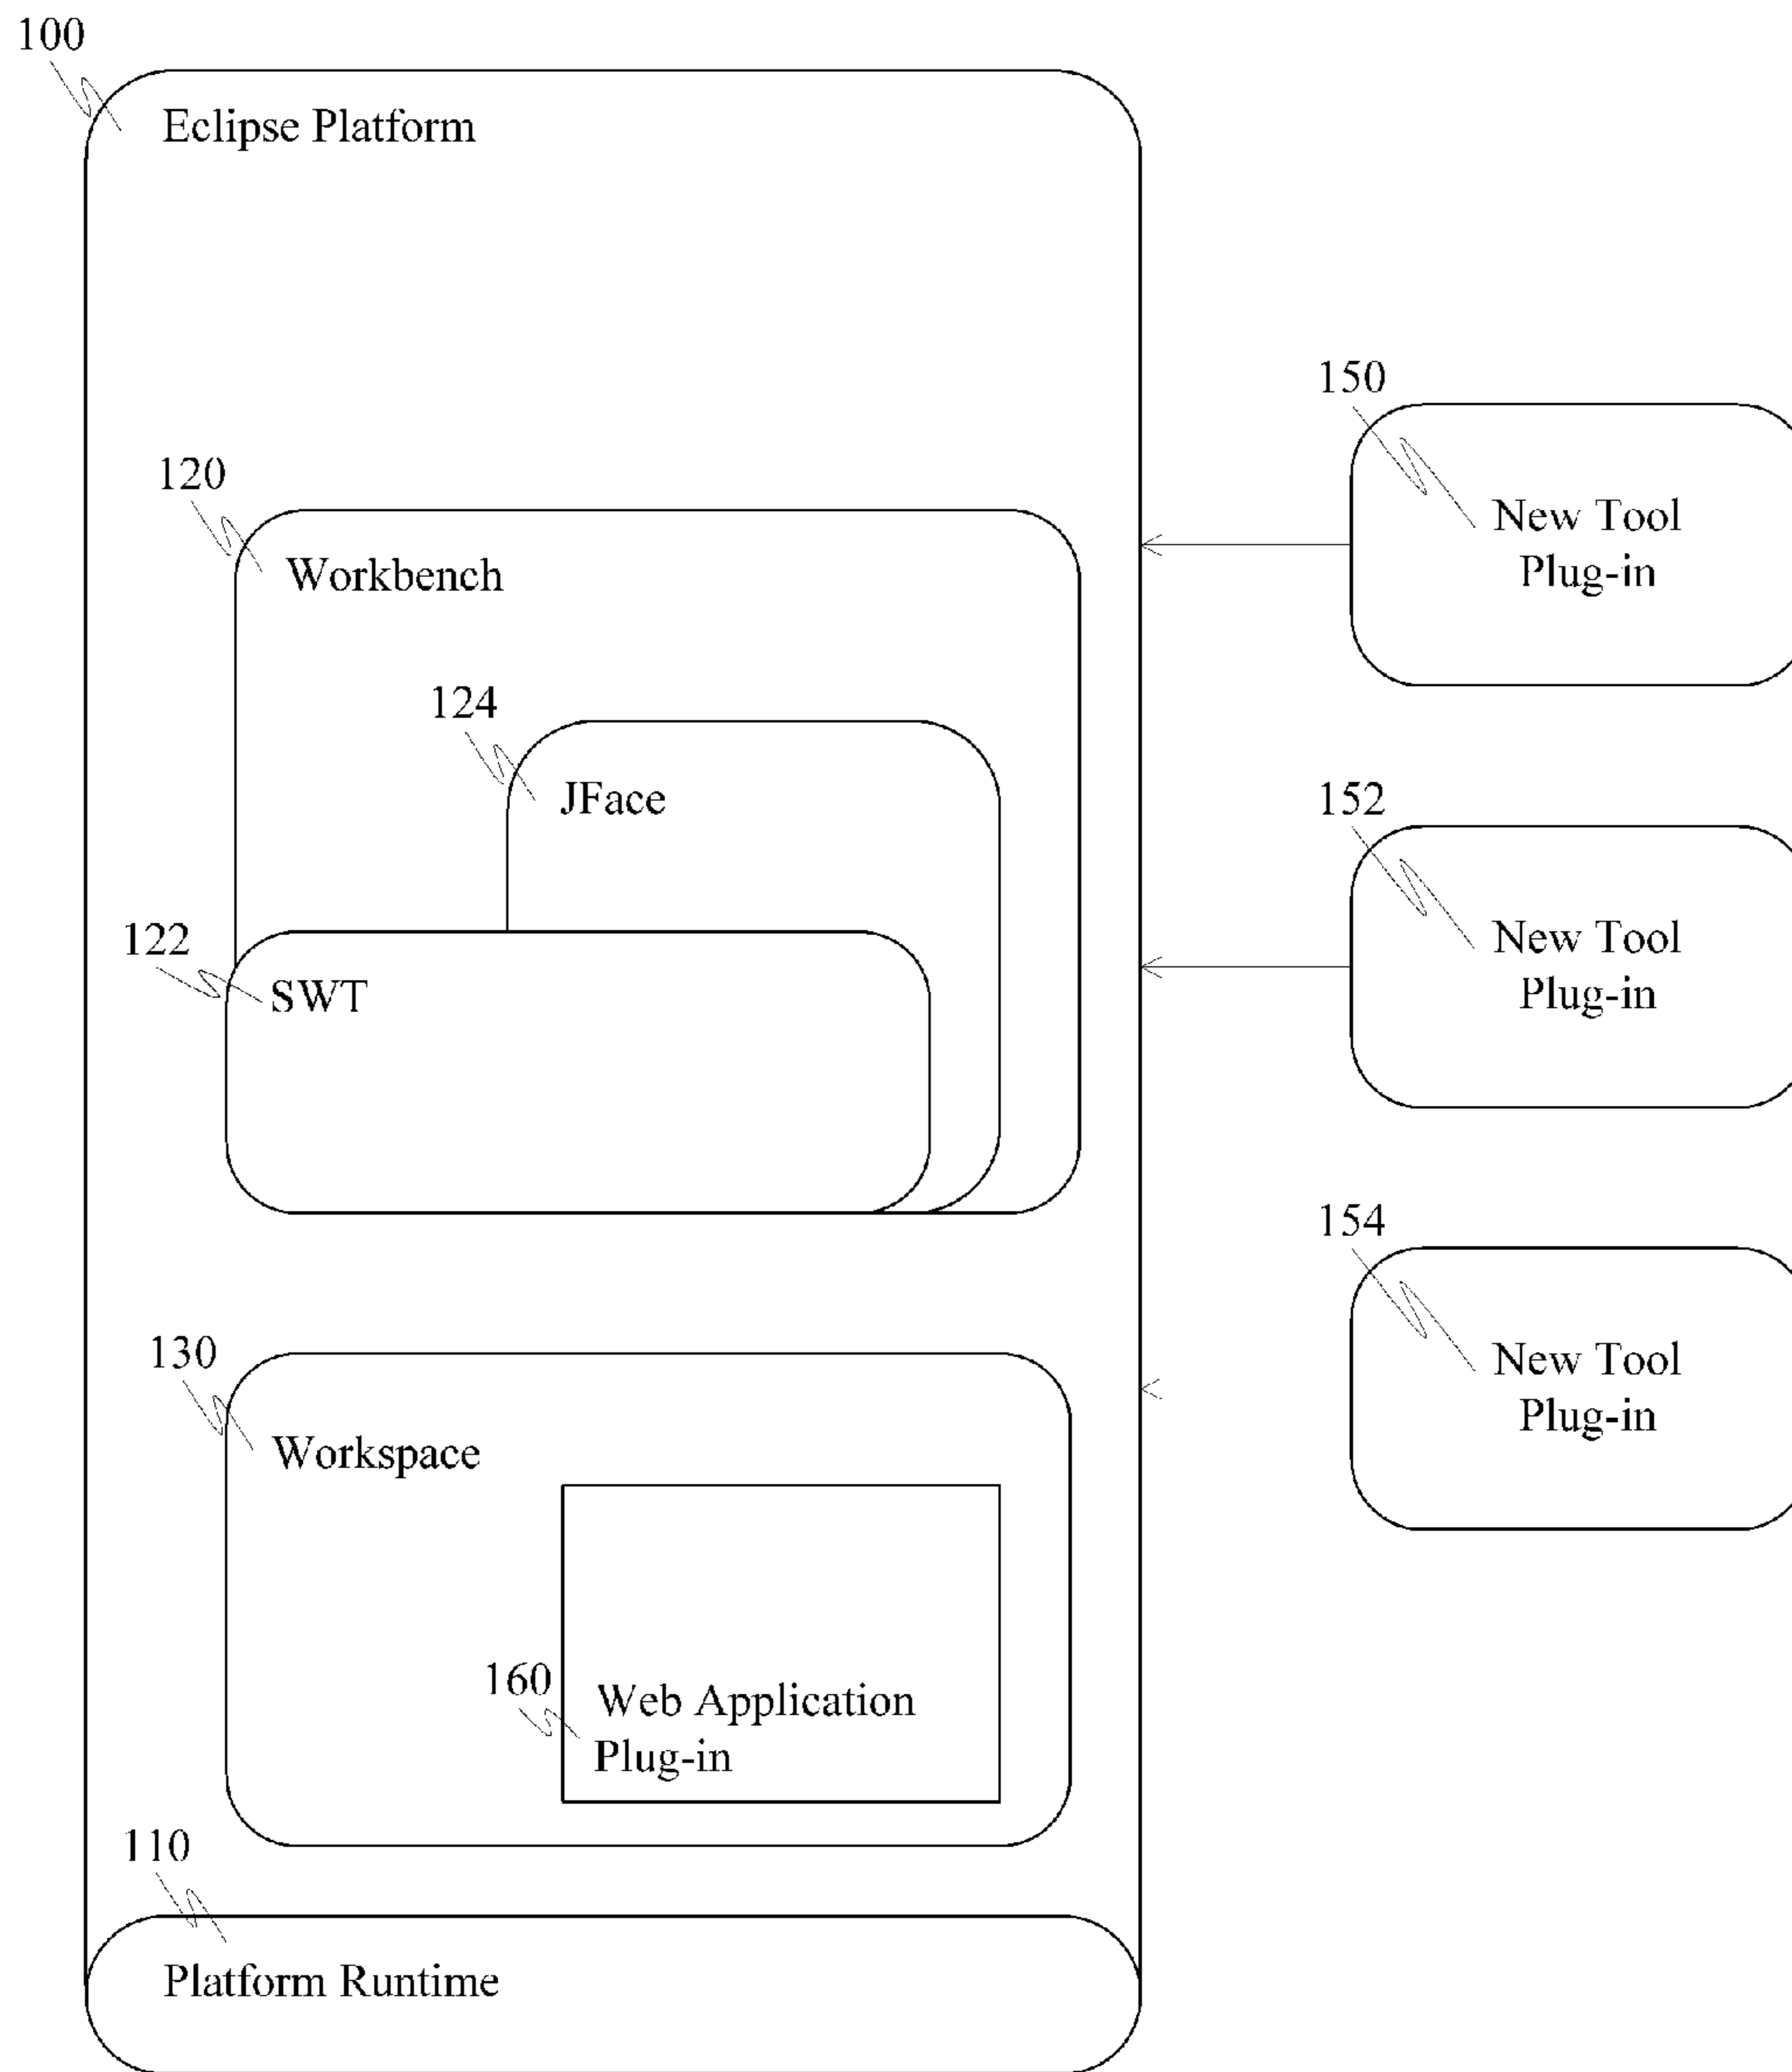 100
Eclipse Platform
150
New Tool
Plug-in
120
Workbench
124
JFace
152
New Tool
Plug-in
122
SWT
154
New Tool
Plug-in
130
Workspace
160
Web Application
Plug-in
110
Platform Runtime